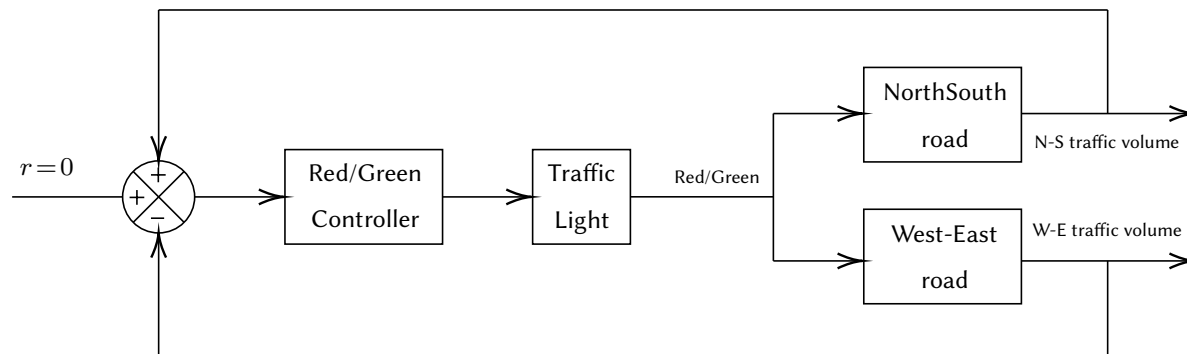 NorthSouth
road
N-S traffic volume
r=0
+
+
−
Red/Green
Controller
Traffic
Light
Red/Green
West-East
road
W-E traffic volume